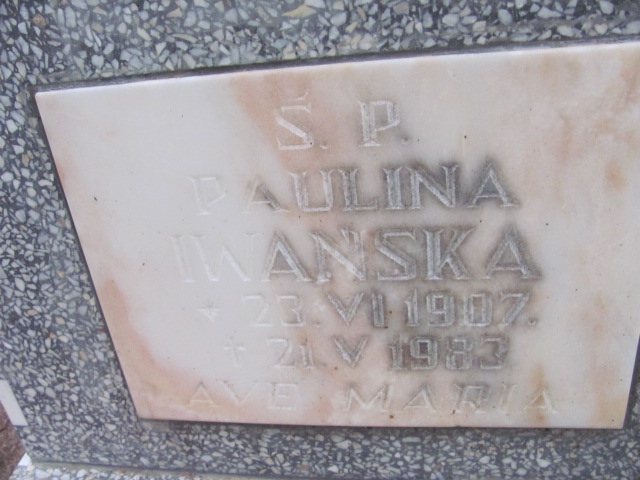 Ś. P.
PAULINA
IWAŃSKA
* 23. VI 1907.
† 21 V 1983
AVE MARIA